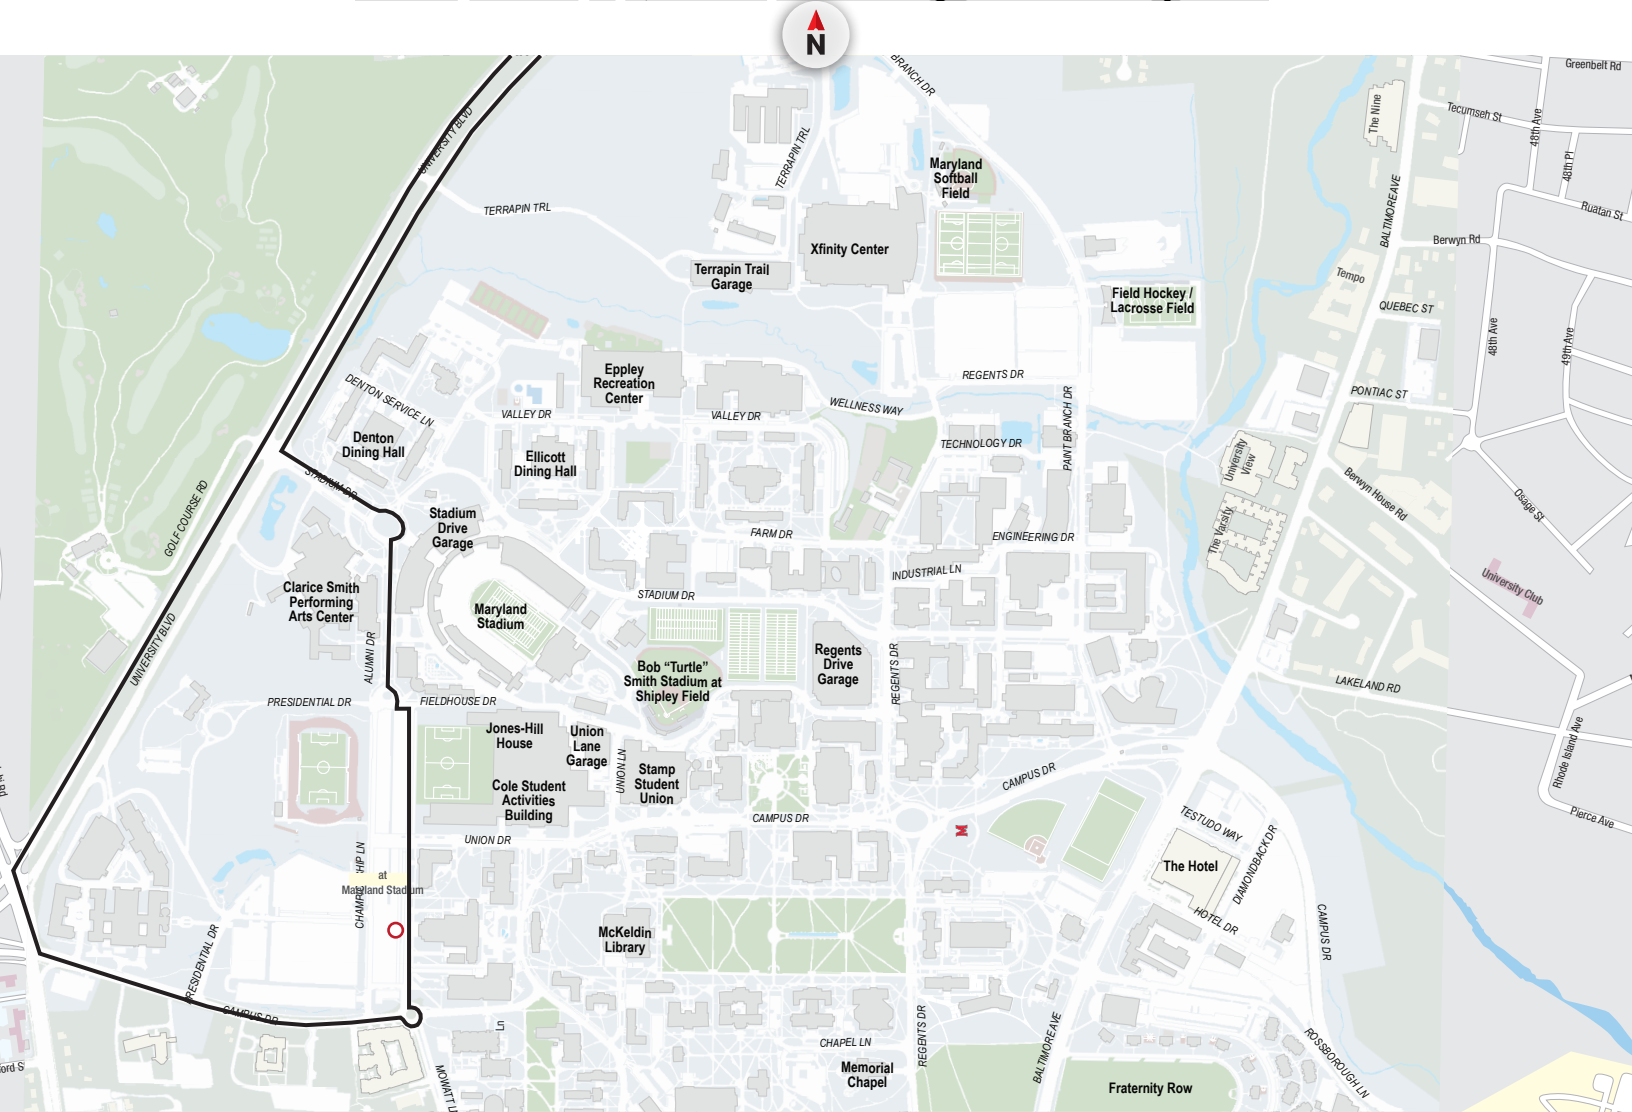 N
BRANCH DR
Greenbelt Rd
The Nine
Tecumseh St
48th Ave
UNIVERSITY BLVD
TERRAPIN TRL
48th Pl
Maryland
Softball
Field
BALTIMORE AVE
TERRAPIN TRL
Ruatan St
Xfinity Center
Berwyn Rd
Terrapin Trail
Garage
Tempo
Field Hockey /
Lacrosse Field
QUEBEC ST
48th Ave
49th Ave
Eppley
Recreation
Center
REGENTS DR
DENTON SERVICE LN
PAINT BRANCH DR
PONTIAC ST
VALLEY DR
VALLEY DR
WELLNESS WAY
Denton
Dining Hall
TECHNOLOGY DR
Ellicott
Dining Hall
University
View
STADIUM DR
GOLF COURSE RD
Berwyn House Rd
Osage St
Stadium
Drive
Garage
The Varsity
FARM DR
ENGINEERING DR
INDUSTRIAL LN
University Club
Clarice Smith
Performing
Arts Center
STADIUM DR
Maryland
Stadium
UNIVERSITY BLVD
ALUMNI DR
Regents
Drive
Garage
REGENTS DR
Bob “Turtle”
Smith Stadium at
Shipley Field
LAKELAND RD
PRESIDENTIAL DR
FIELDHOUSE DR
Jones-Hill
House
Union
Lane
Garage
Rhode Island Ave
UNION LN
Stamp
Student
Union
Cole Student
Activities
Building
CAMPUS DR
CAMPUS DR
TESTUDO WAY
Pierce Ave
M
UNION DR
DIAMONDBACK DR
The Hotel
at
Maryland Stadium
HOTEL DR
CAMPUS DR
McKeldin
Library
PRESIDENTIAL DR
CAMPUS DR
LN
CHAPEL LN
REGENTS DR
BALTIMORE AVE
ROSSBOROUGH LN
Memorial
Chapel
MOWATT L
Fraternity Row